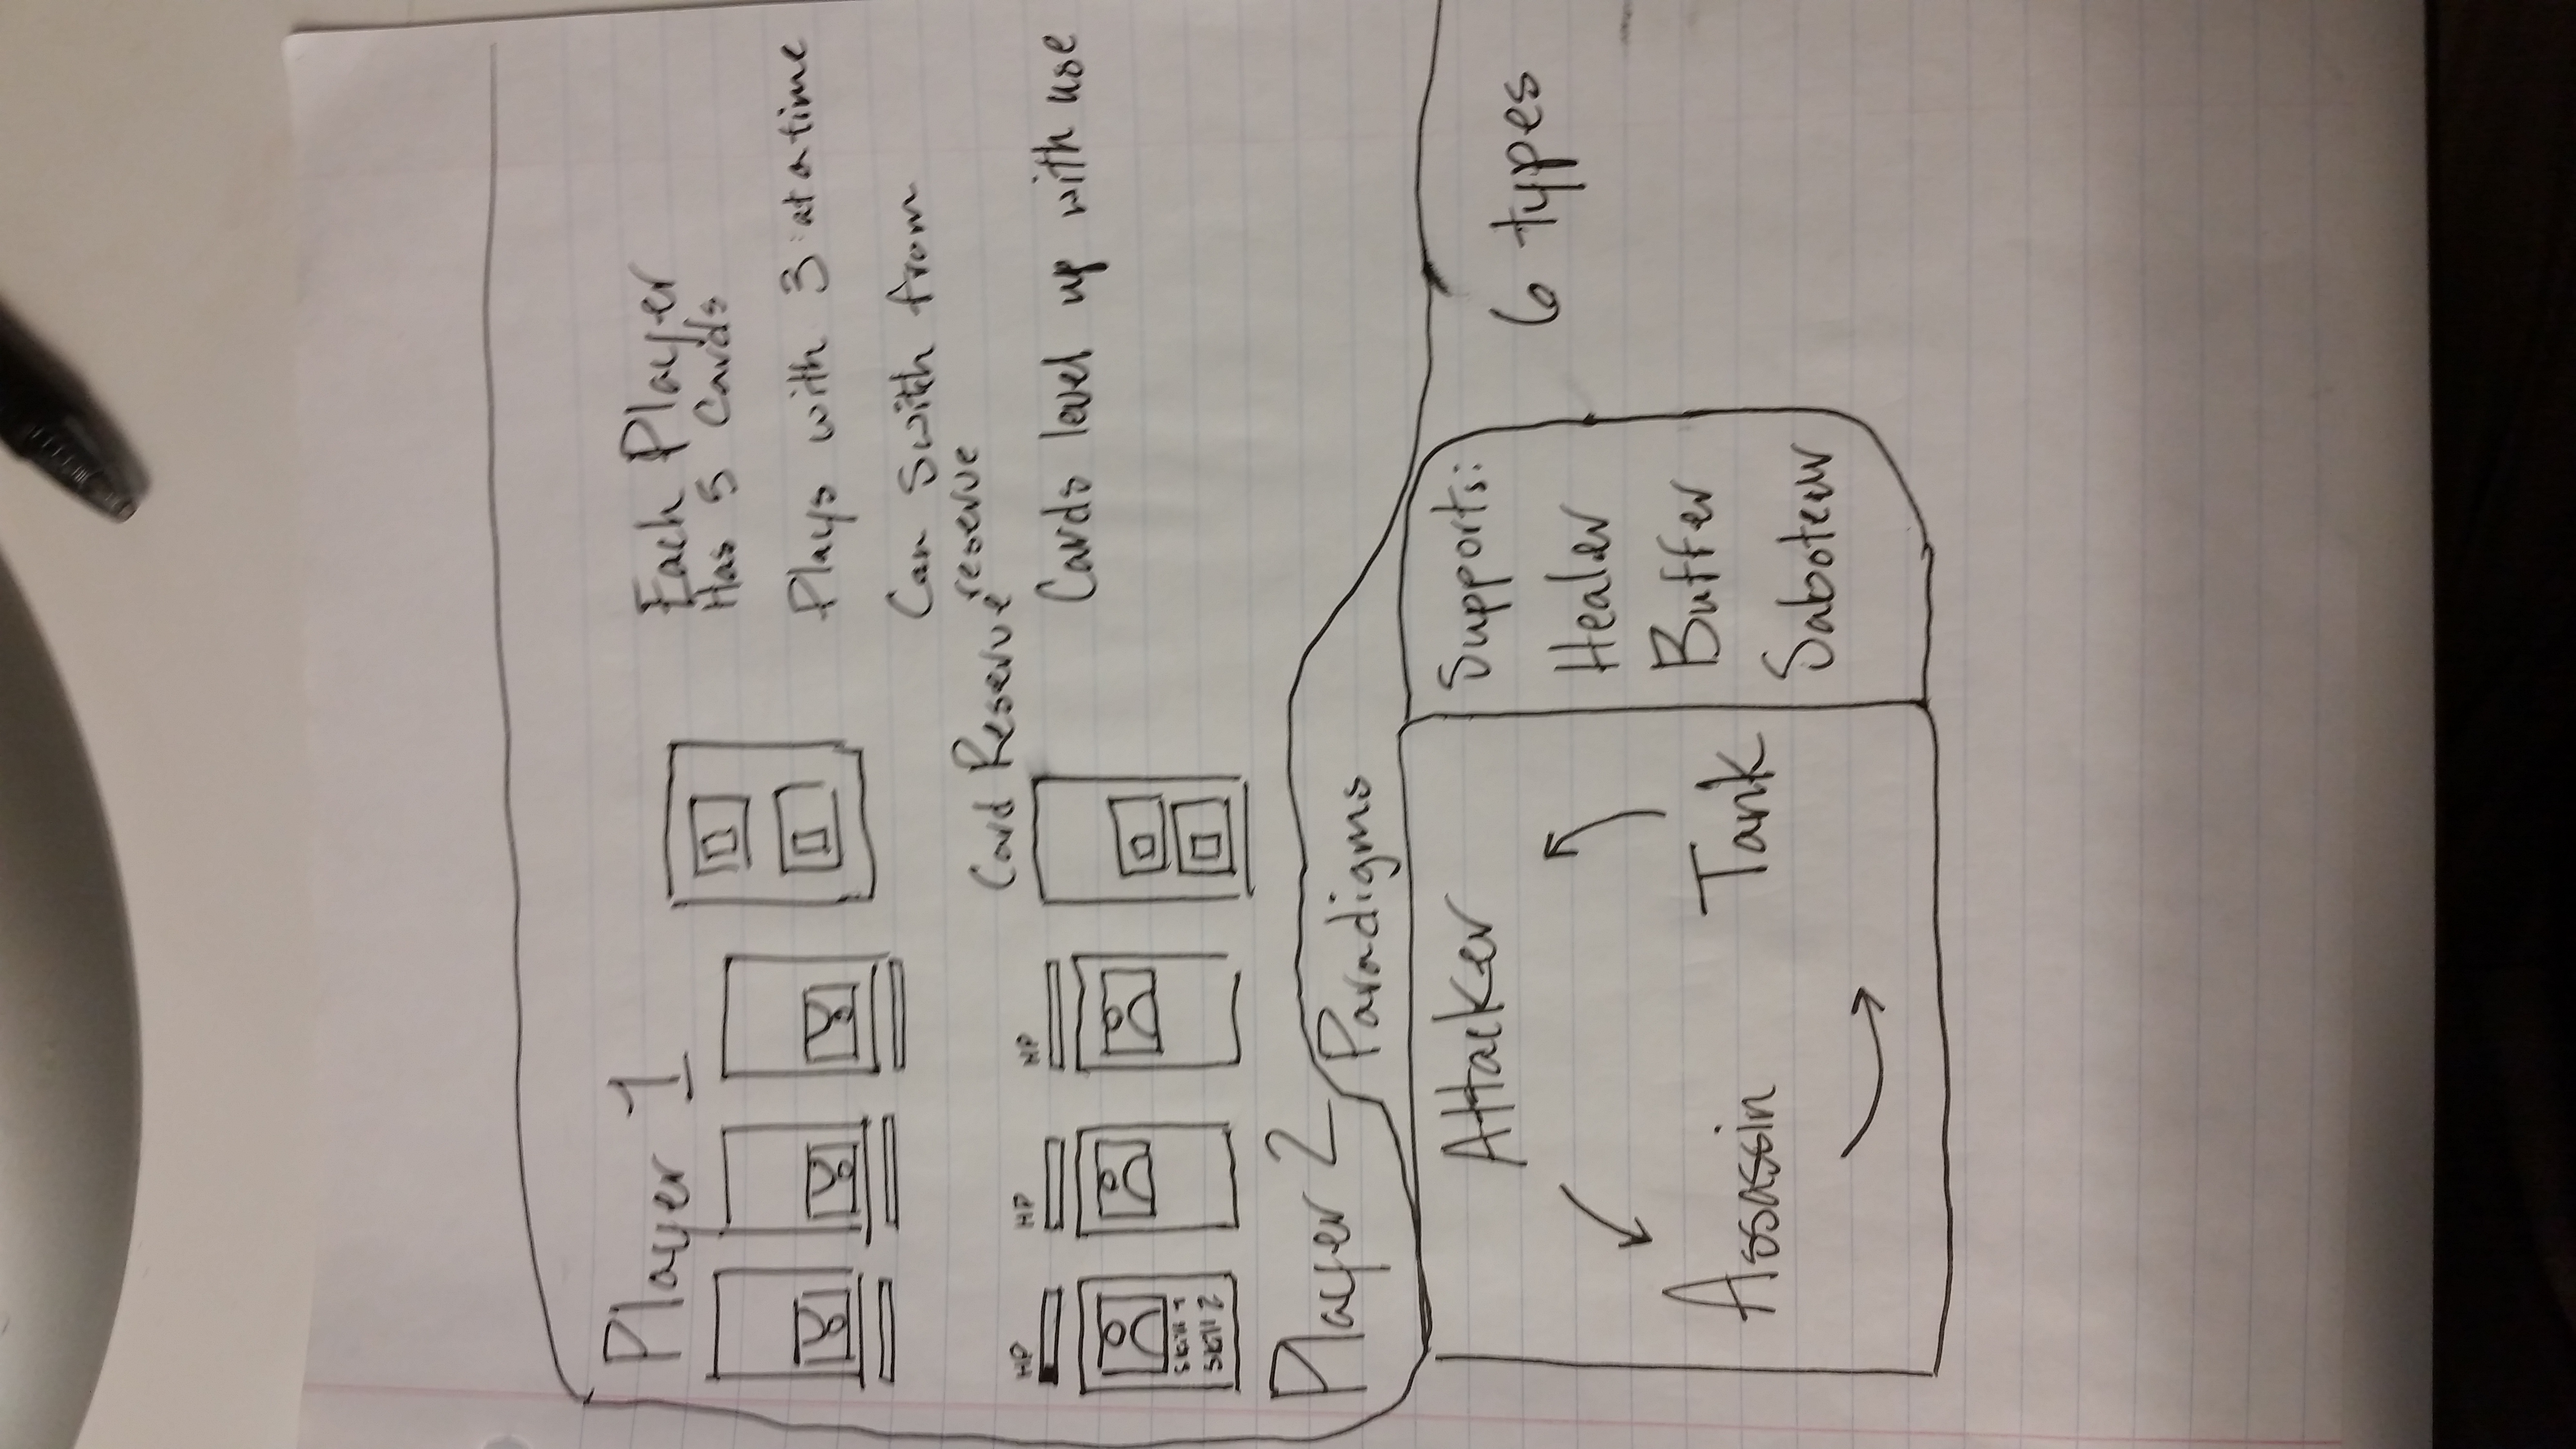 Player 1
Each Player
Has 5 Cards
Plays with 3 at a time
Can Swith from
reserve
Card Reserve
HP
HP
HP
Cards level up with use
Skill 1
Skill 2
Player 2
Paradigms
Attacker
Assassin
Tank
Supports:
Healer
Buffer
Saboteur
6 types